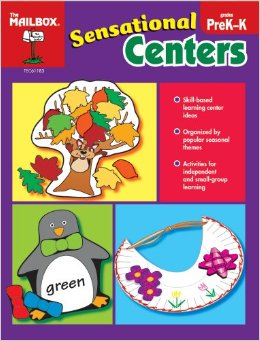 The
MAILBOX®
TEC61183
Sensational
Centers
grades
PreK–K
• Skill-based
learning center
ideas
• Organized by
popular seasonal
themes
• Activities for
independent
and small-group
learning
green